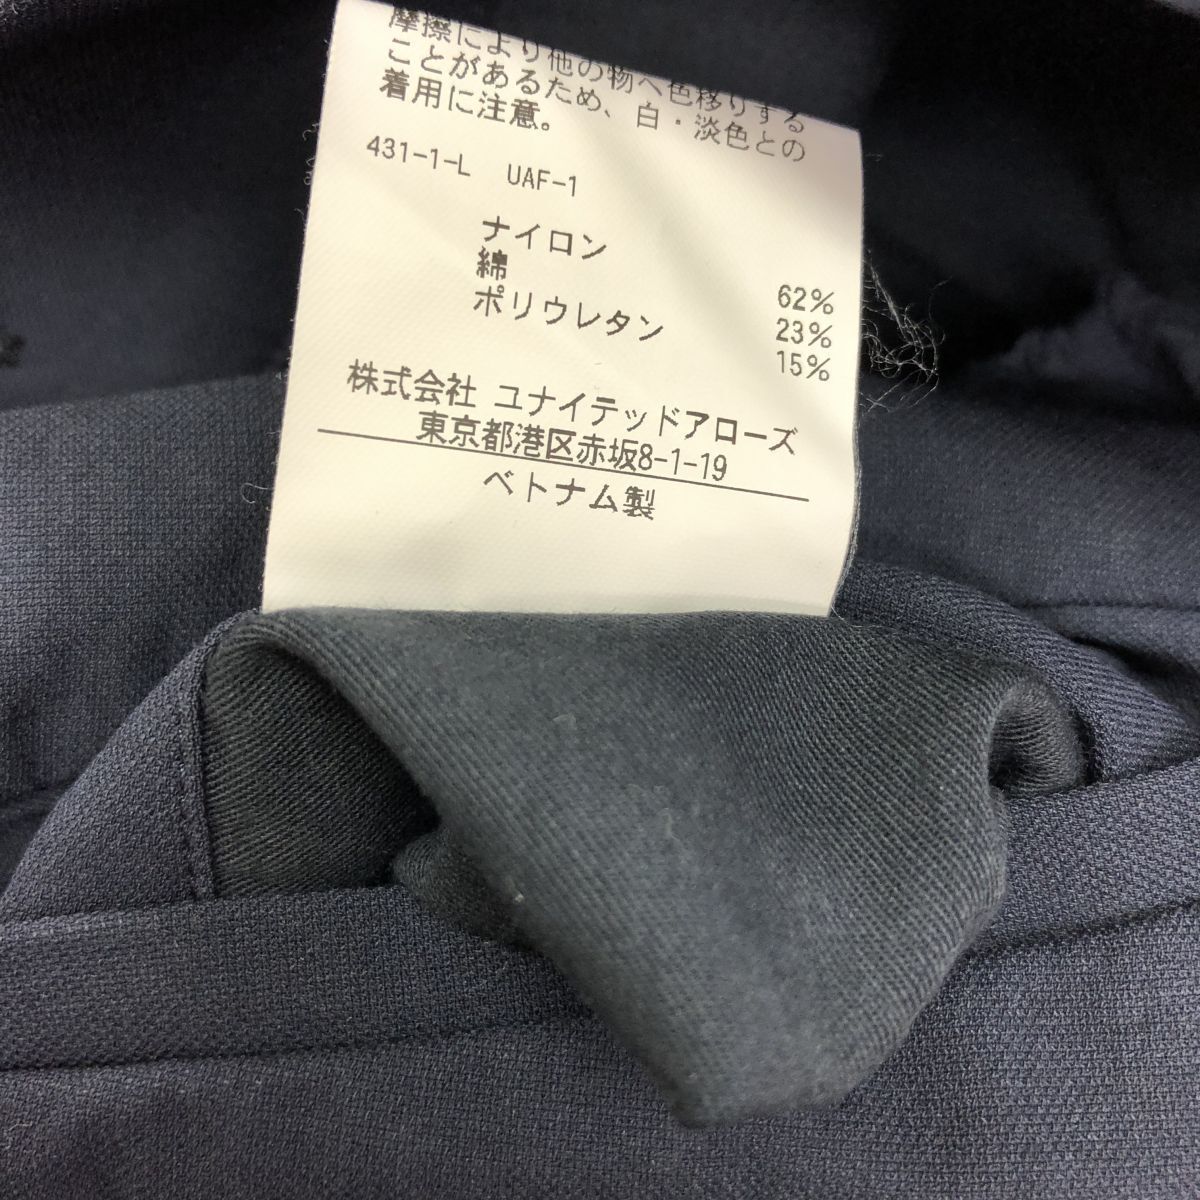 摩擦により他の物へ色移りする
ことがあるため、白・淡色との
着用に注意。
431-1-L UAF-1
ナイロン 62%
綿 23%
ポリウレタン 15%
株式会社 ユナイテッドアローズ
東京都港区赤坂8-1-19
ベトナム製